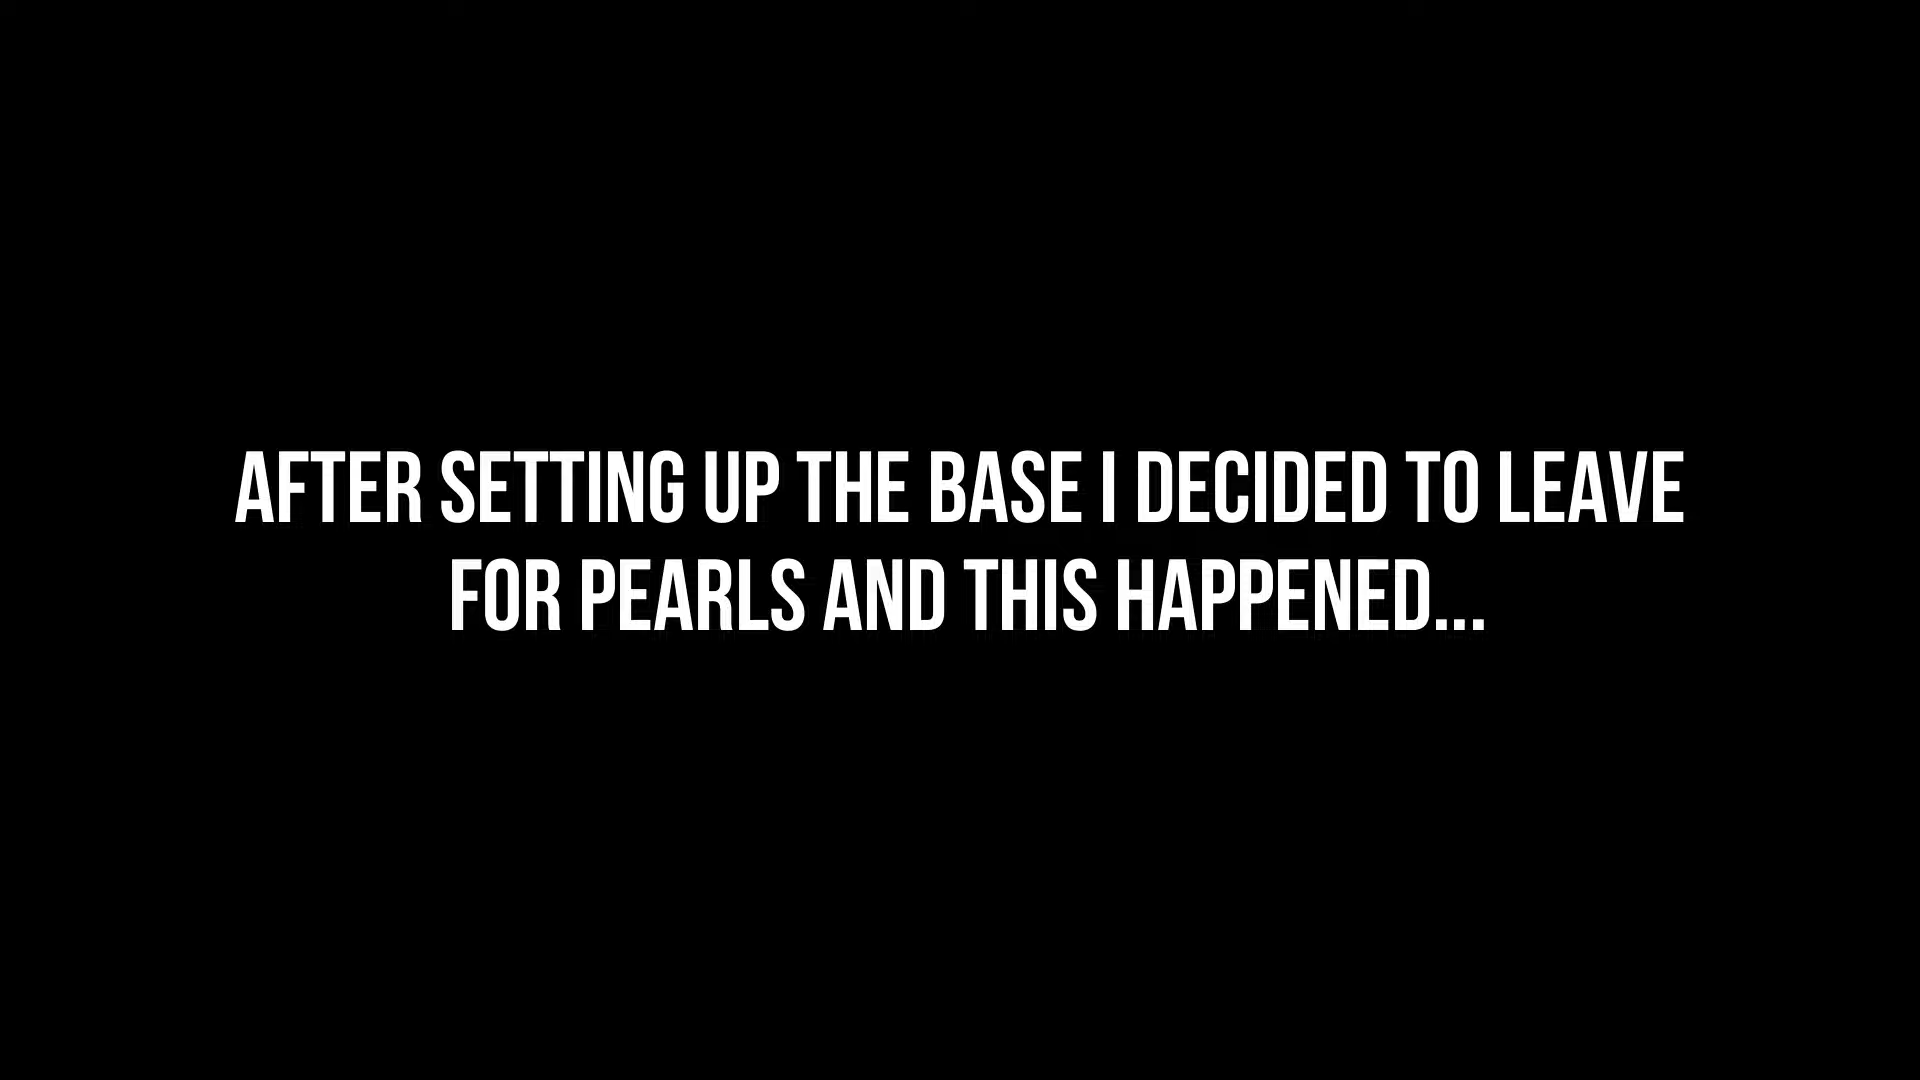 AFTER SETTING UP THE BASE I DECIDED TO LEAVE
FOR PEARLS AND THIS HAPPENED...